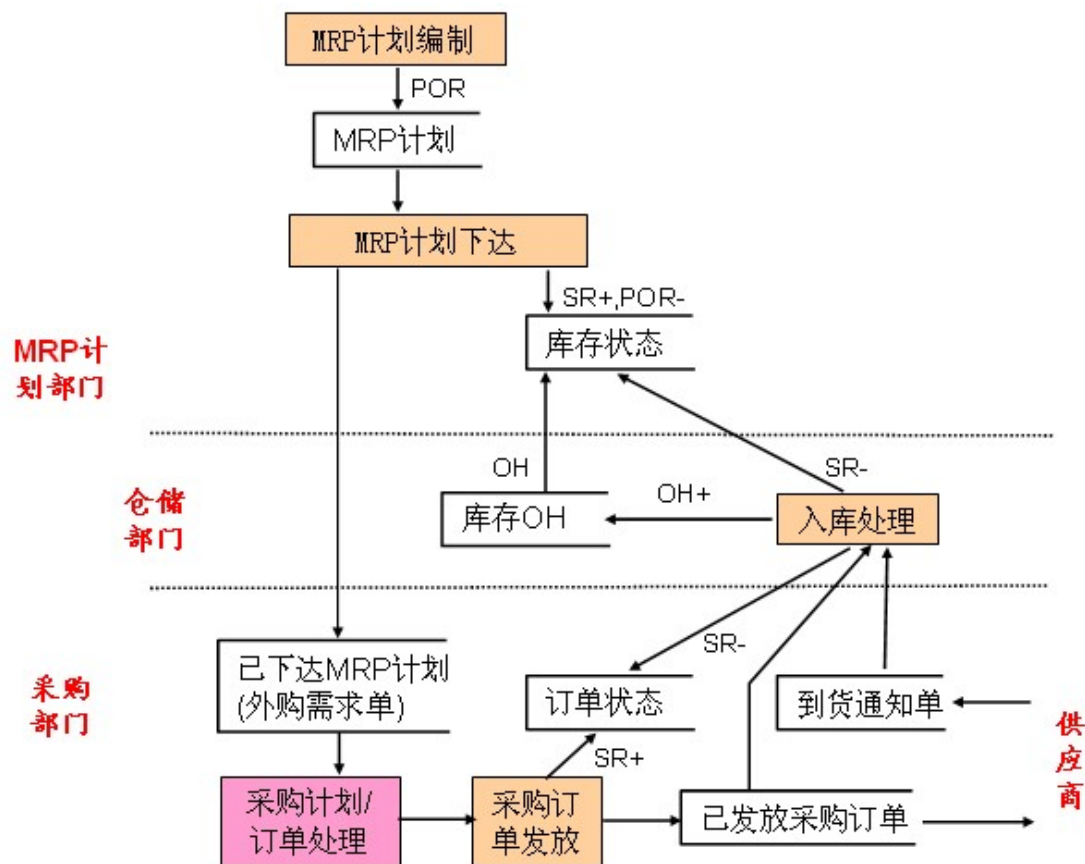 MRP计划编制
POR
MRP计划
MRP计划下达
SR+,POR-
库存状态
MRP计
划部门
OH
SR-
OH+
仓储
部门
库存OH
入库处理
已下达MRP计划
(外购需求单)
SR-
采购
部门
订单状态
到货通知单
供
应
商
SR+
采购计划/
订单处理
采购订
单发放
已发放采购订单